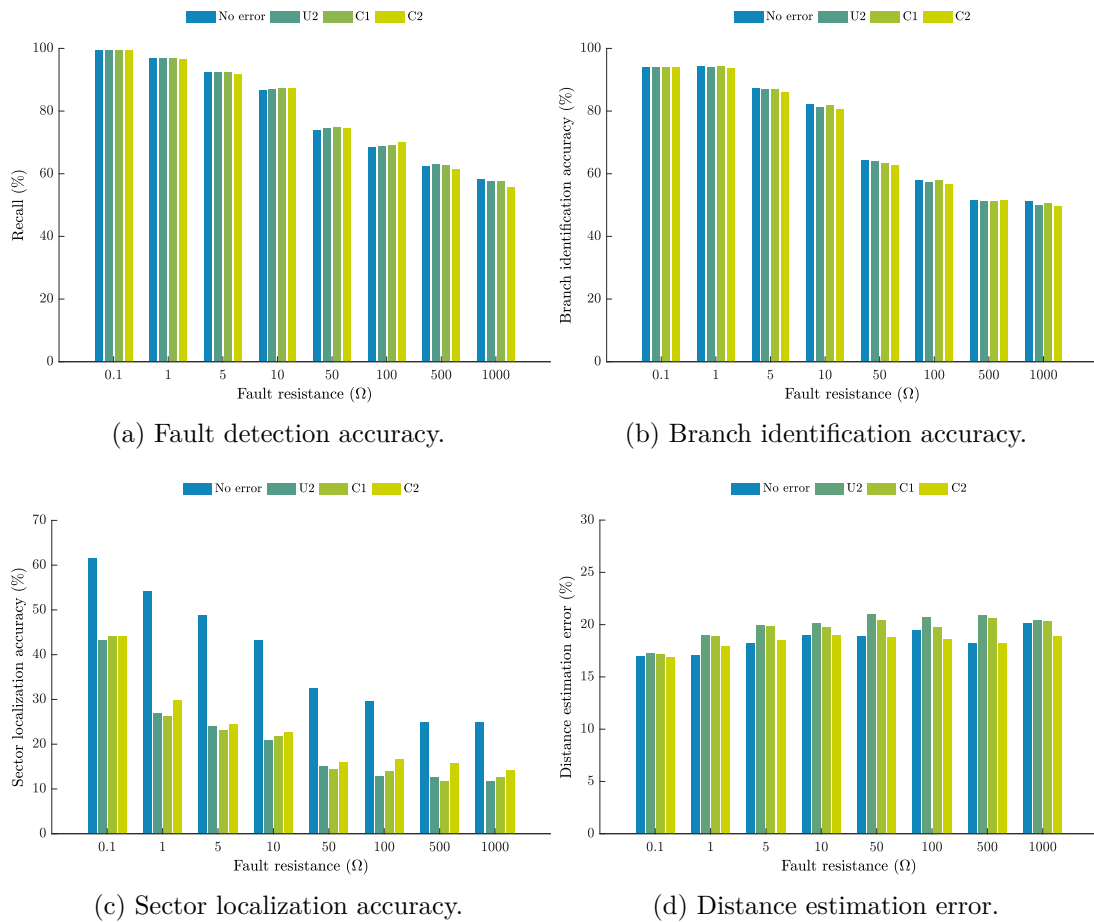 No error U2 C1 C2
100
80
60
40
20
0
Recall (%)
0.1 1 5 10 50 100 500 1000
Fault resistance (Ω)
(a) Fault detection accuracy.
No error U2 C1 C2
100
80
60
40
20
0
Branch identification accuracy (%)
0.1 1 5 10 50 100 500 1000
Fault resistance (Ω)
(b) Branch identification accuracy.
No error U2 C1 C2
70
60
50
40
30
20
10
0
Sector localization accuracy (%)
0.1 1 5 10 50 100 500 1000
Fault resistance (Ω)
(c) Sector localization accuracy.
No error U2 C1 C2
30
25
20
15
10
5
0
Distance estimation error (%)
0.1 1 5 10 50 100 500 1000
Fault resistance (Ω)
(d) Distance estimation error.